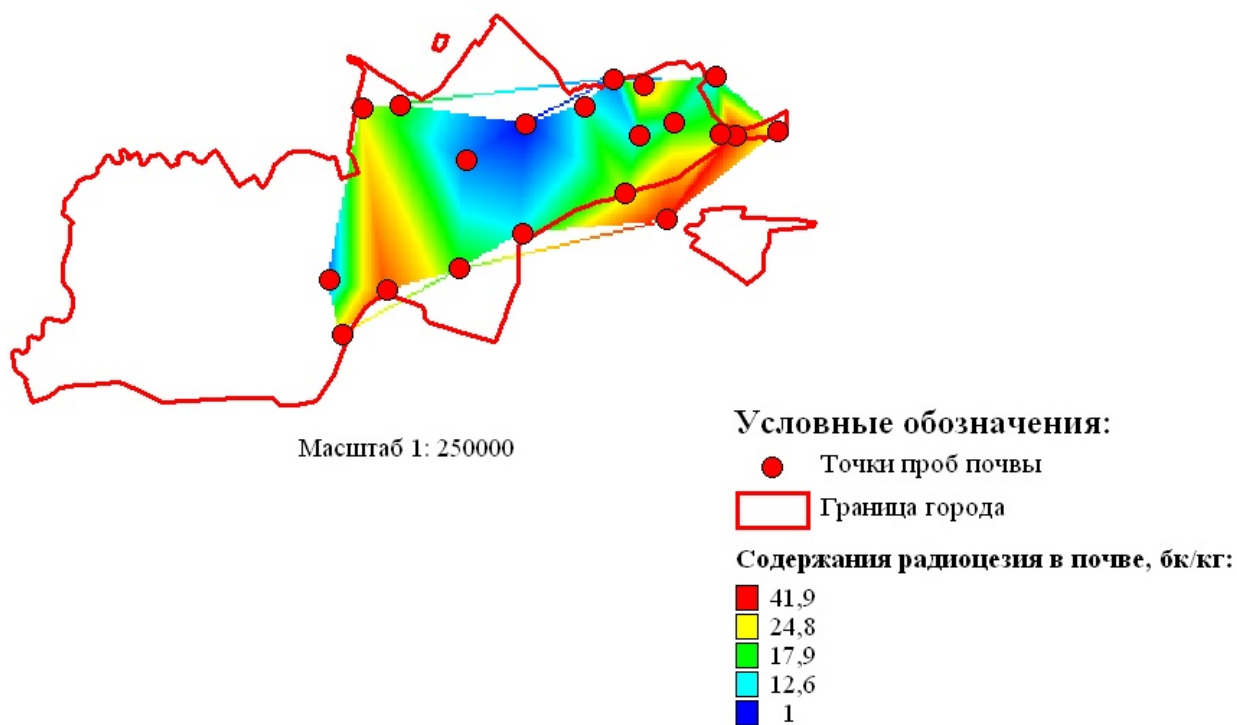 Масштаб 1: 250000
Условные обозначения:
Точки проб почвы
Граница города
Содержания радиоцезия в почве, бк/кг:
41,9
24,8
17,9
12,6
1